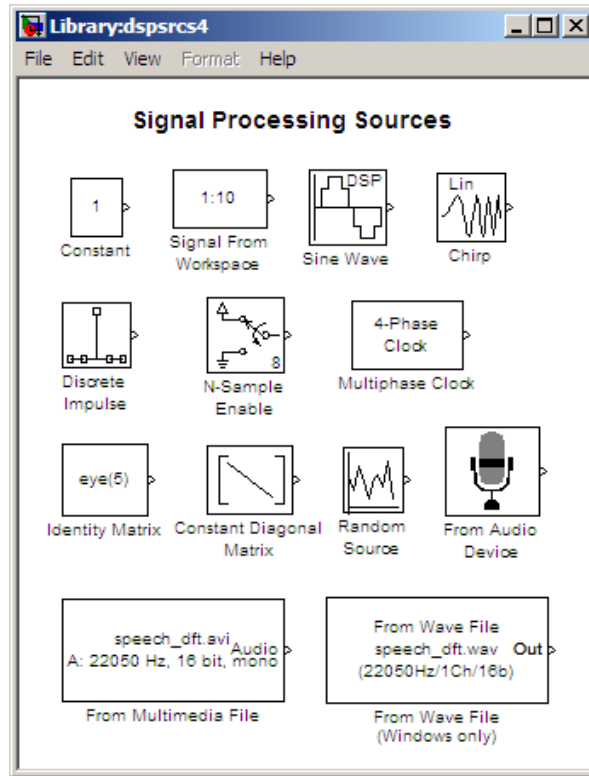 Library:dspsrcs4
File Edit View Format Help
Signal Processing Sources
1
Constant
1:10
Signal From
Workspace
DSP
Sine Wave
Lin
Chirp
Discrete
Impulse
8
N-Sample
Enable
4-Phase
Clock
Multiphase Clock
eye(5)
Identity Matrix
Constant Diagonal
Matrix
Random
Source
From Audio
Device
speech_dft.avi
Audio
A: 22050 Hz, 16 bit, mono
From Multimedia File
From Wave File
speech_dft.wav Out
(22050Hz/1Ch/16b)
From Wave File
(Windows only)